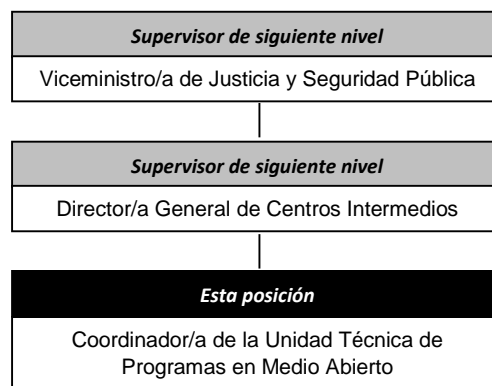 Supervisor de siguiente nivel
Viceministro/a de Justicia y Seguridad Pública
Supervisor de siguiente nivel
Director/a General de Centros Intermedios
Esta posición
Coordinador/a de la Unidad Técnica de
Programas en Medio Abierto